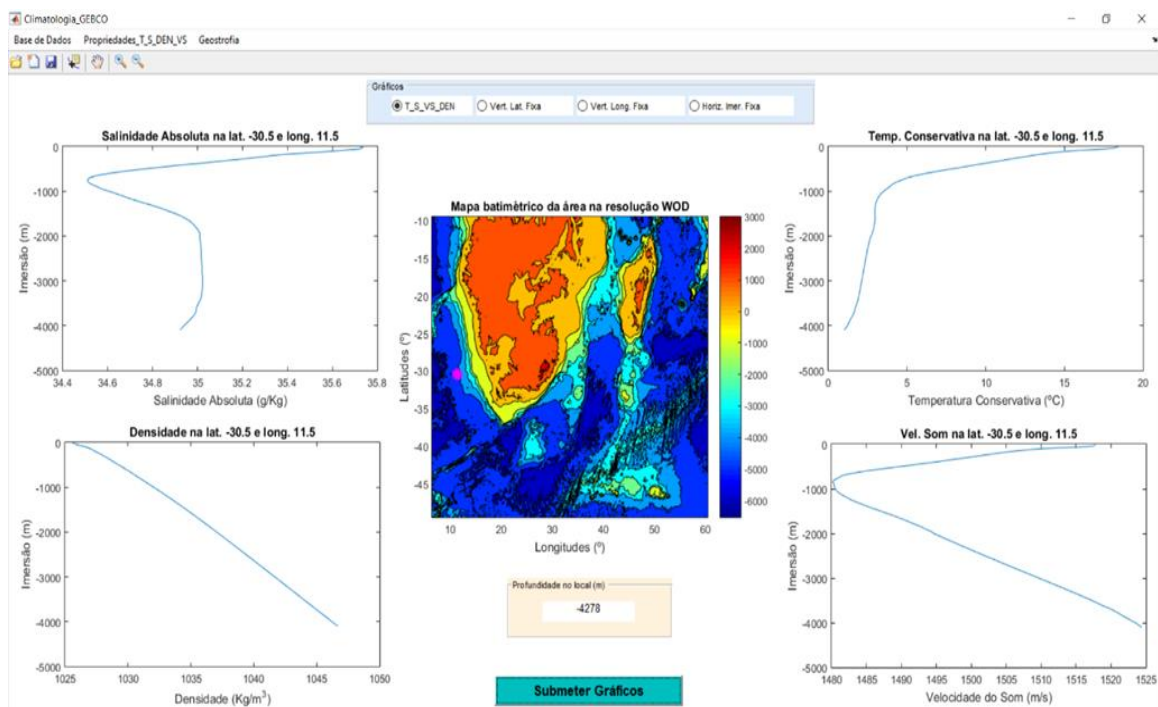 Climatologia_GEBCO
Base de Dados Propriedades_T_S_DEN_VS Geostrofia
Gráficos
T_S_VS_DEN Vert. Lat. Fixa Vert. Long. Fixa Horiz. Imer. Fixa
Salinidade Absoluta na lat. -30.5 e long. 11.5
0
-1000
-2000
-3000
-4000
-5000
Imersão (m)
34.4 34.6 34.8 35 35.2 35.4 35.6 35.8
Salinidade Absoluta (g/Kg)
Temp. Conservativa na lat. -30.5 e long. 11.5
0
-1000
-2000
-3000
-4000
-5000
Imersão (m)
0 5 10 15 20
Temperatura Conservativa (ºC)
Mapa batimètrico da área na resolução WOD
-10
-15
-20
-25
-30
-35
-40
-45
Latitudes (º)
10 20 30 40 50 60
Longitudes (º)
3000
2000
1000
0
-1000
-2000
-3000
-4000
-5000
-6000
Densidade na lat. -30.5 e long. 11.5
0
-1000
-2000
-3000
-4000
-5000
Imersão (m)
1025 1030 1035 1040 1045 1050
Densidade (Kg/m³)
Vel. Som na lat. -30.5 e long. 11.5
0
-1000
-2000
-3000
-4000
-5000
Imersão (m)
1480 1485 1490 1495 1500 1505 1510 1515 1520 1525
Velocidade do Som (m/s)
Profundidade no local (m)
-4278
Submeter Gráficos